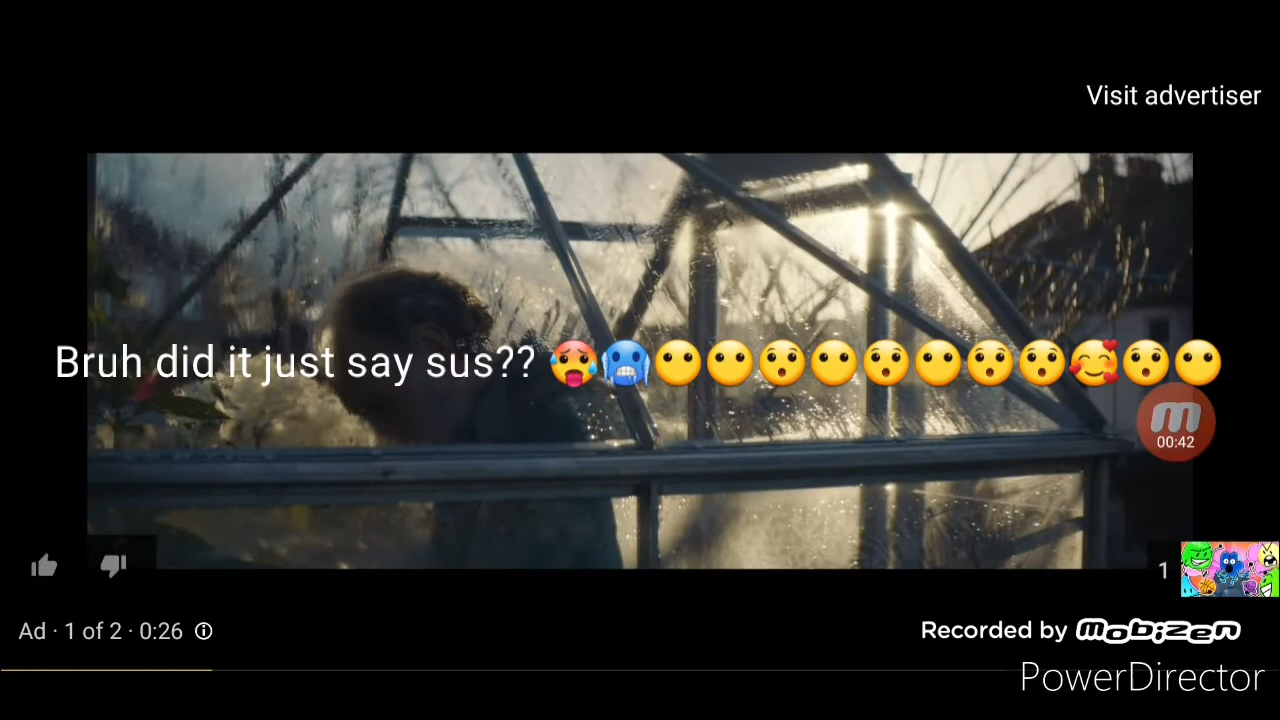 Visit advertiser
Bruh did it just say sus?? 🥵🥶😶😶😯😶😯😶😯😯🥰😯😶
00:42
1
Ad · 1 of 2 · 0:26
Recorded by mobizen
PowerDirector